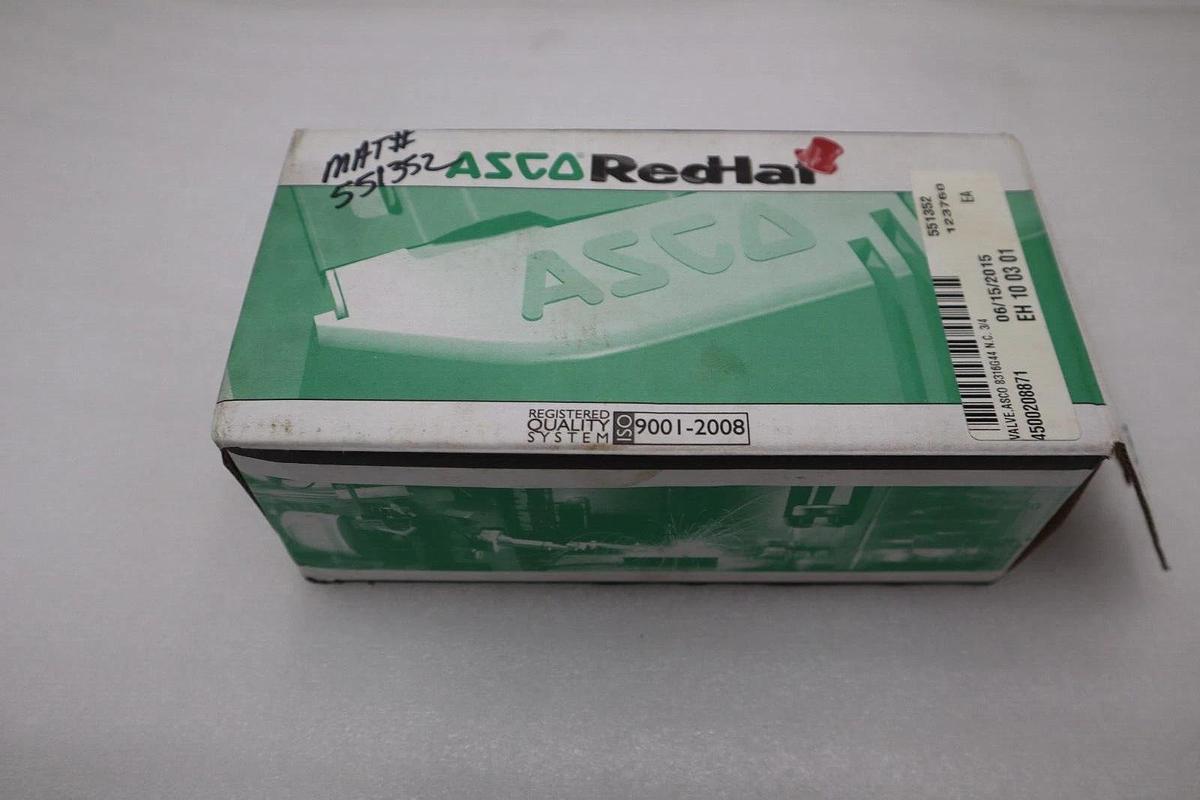 MAT#
551352
ASCO RedHat
ASCO
551352
123760
EA
06/15/2015
EH 10 03 01
VALVE.ASCO 8316G44 N.C. 3/4
4500208871
REGISTERED
QUALITY
SYSTEM
ISO 9001-2008